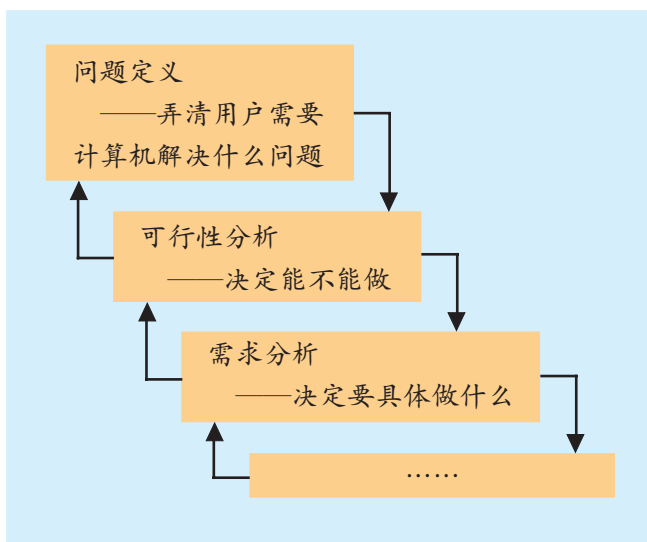 问题定义
——弄清用户需要
计算机解决什么问题
可行性分析
——决定能不能做
需求分析
——决定要具体做什么
……